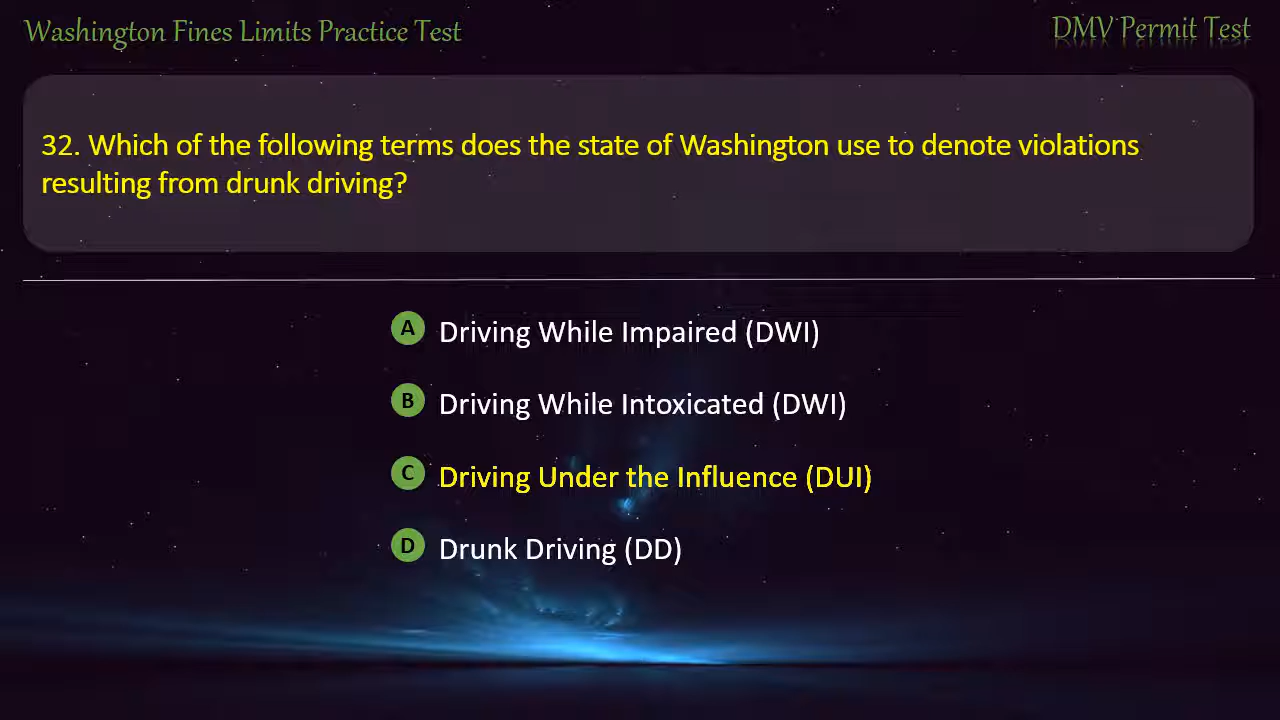 Washington Fines Limits Practice Test
DMV Permit Test
32. Which of the following terms does the state of Washington use to denote violations
resulting from drunk driving?
A Driving While Impaired (DWI)
B Driving While Intoxicated (DWI)
C Driving Under the Influence (DUI)
D Drunk Driving (DD)